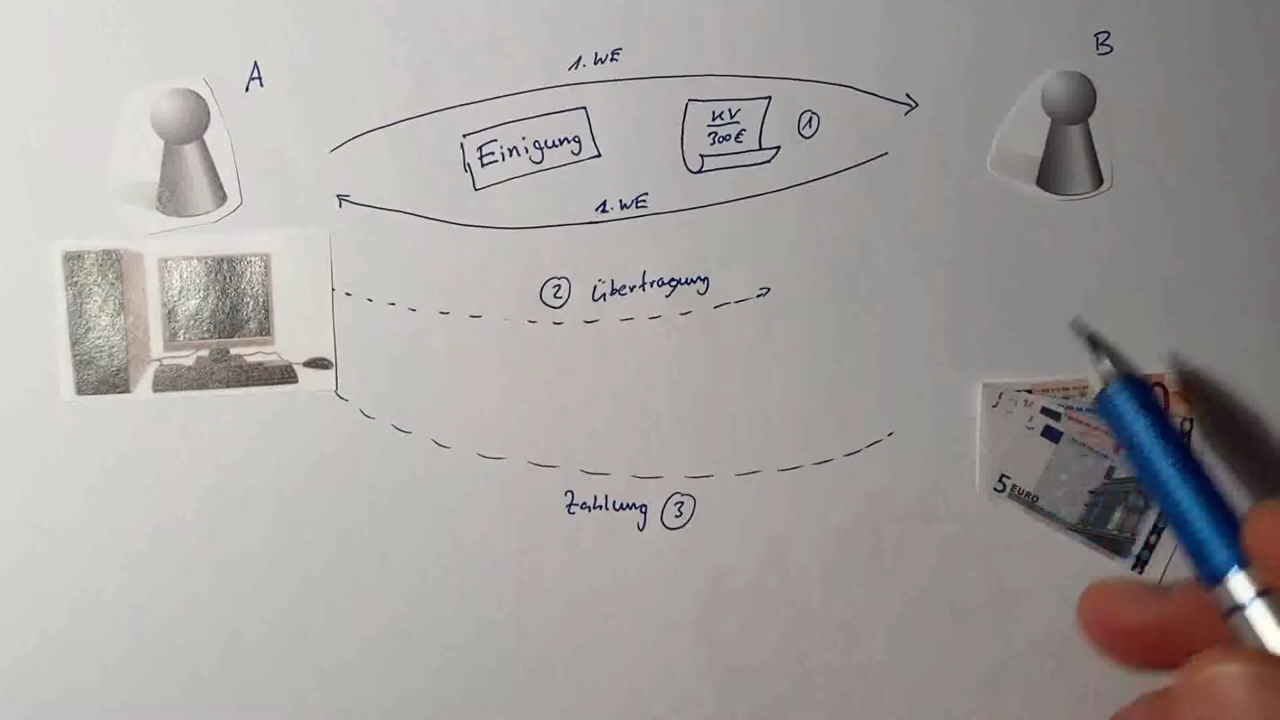 A
1. WE
B
Einigung
KV
300€
1
1. WE
2 Übertragung
5 EURO
Zahlung 3